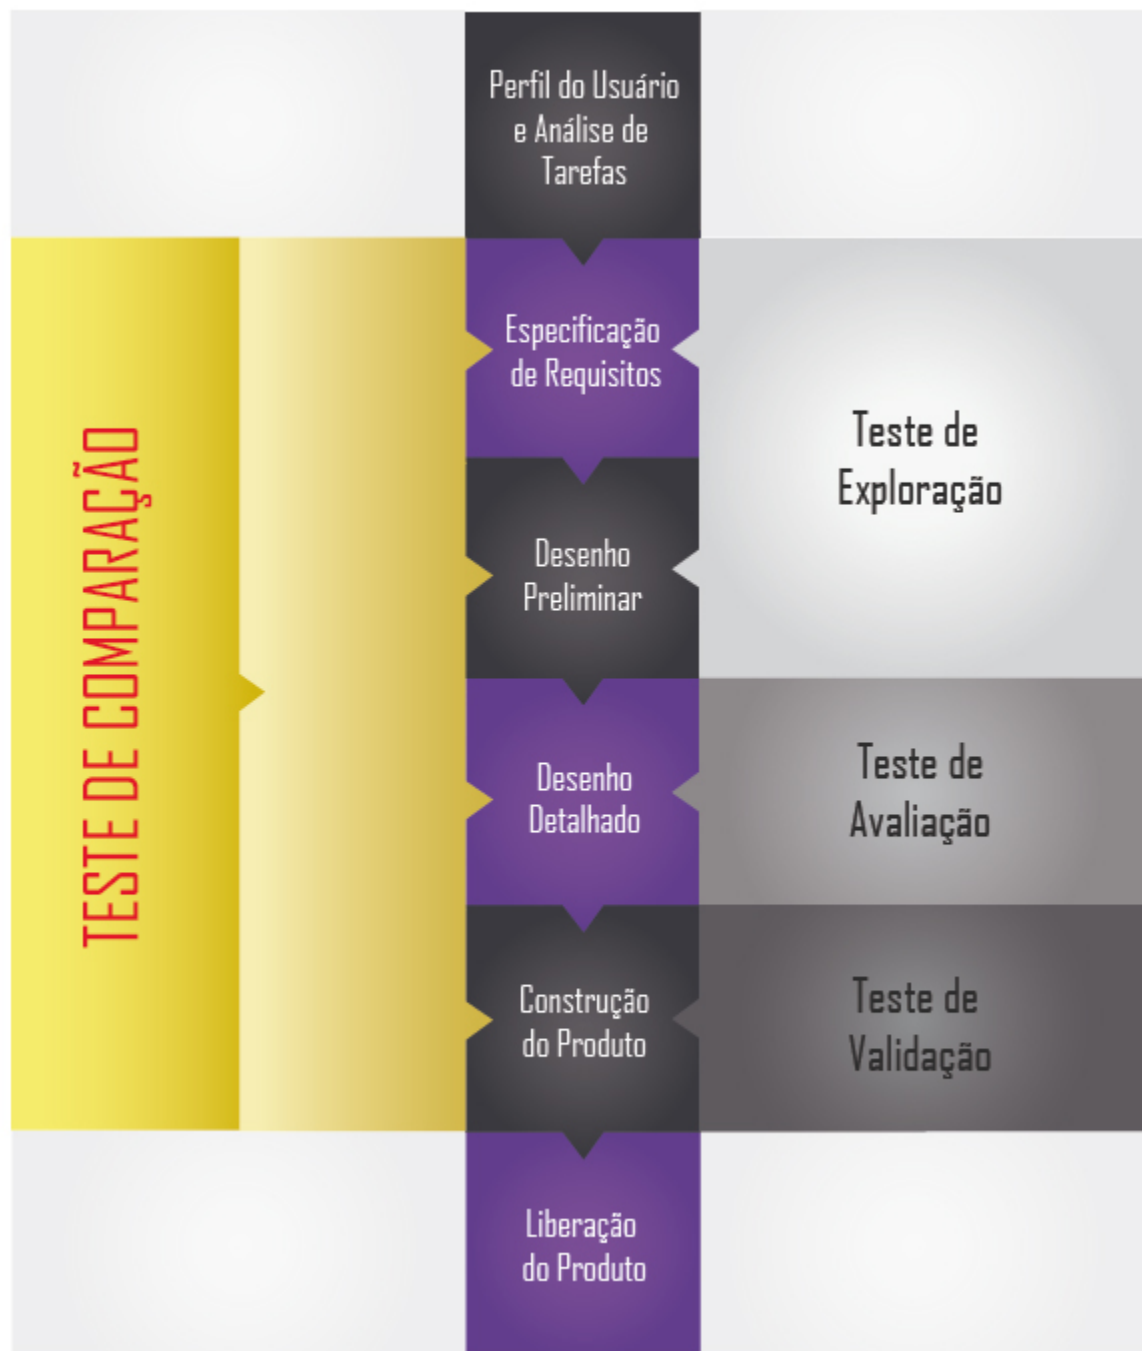 Perfil do Usuário
e Análise de
Tarefas
Especificação
de Requisitos
Teste de
Exploração
Desenho
Preliminar
TESTE DE COMPARAÇÃO
Desenho
Detalhado
Teste de
Avaliação
Construção
do Produto
Teste de
Validação
Liberação
do Produto